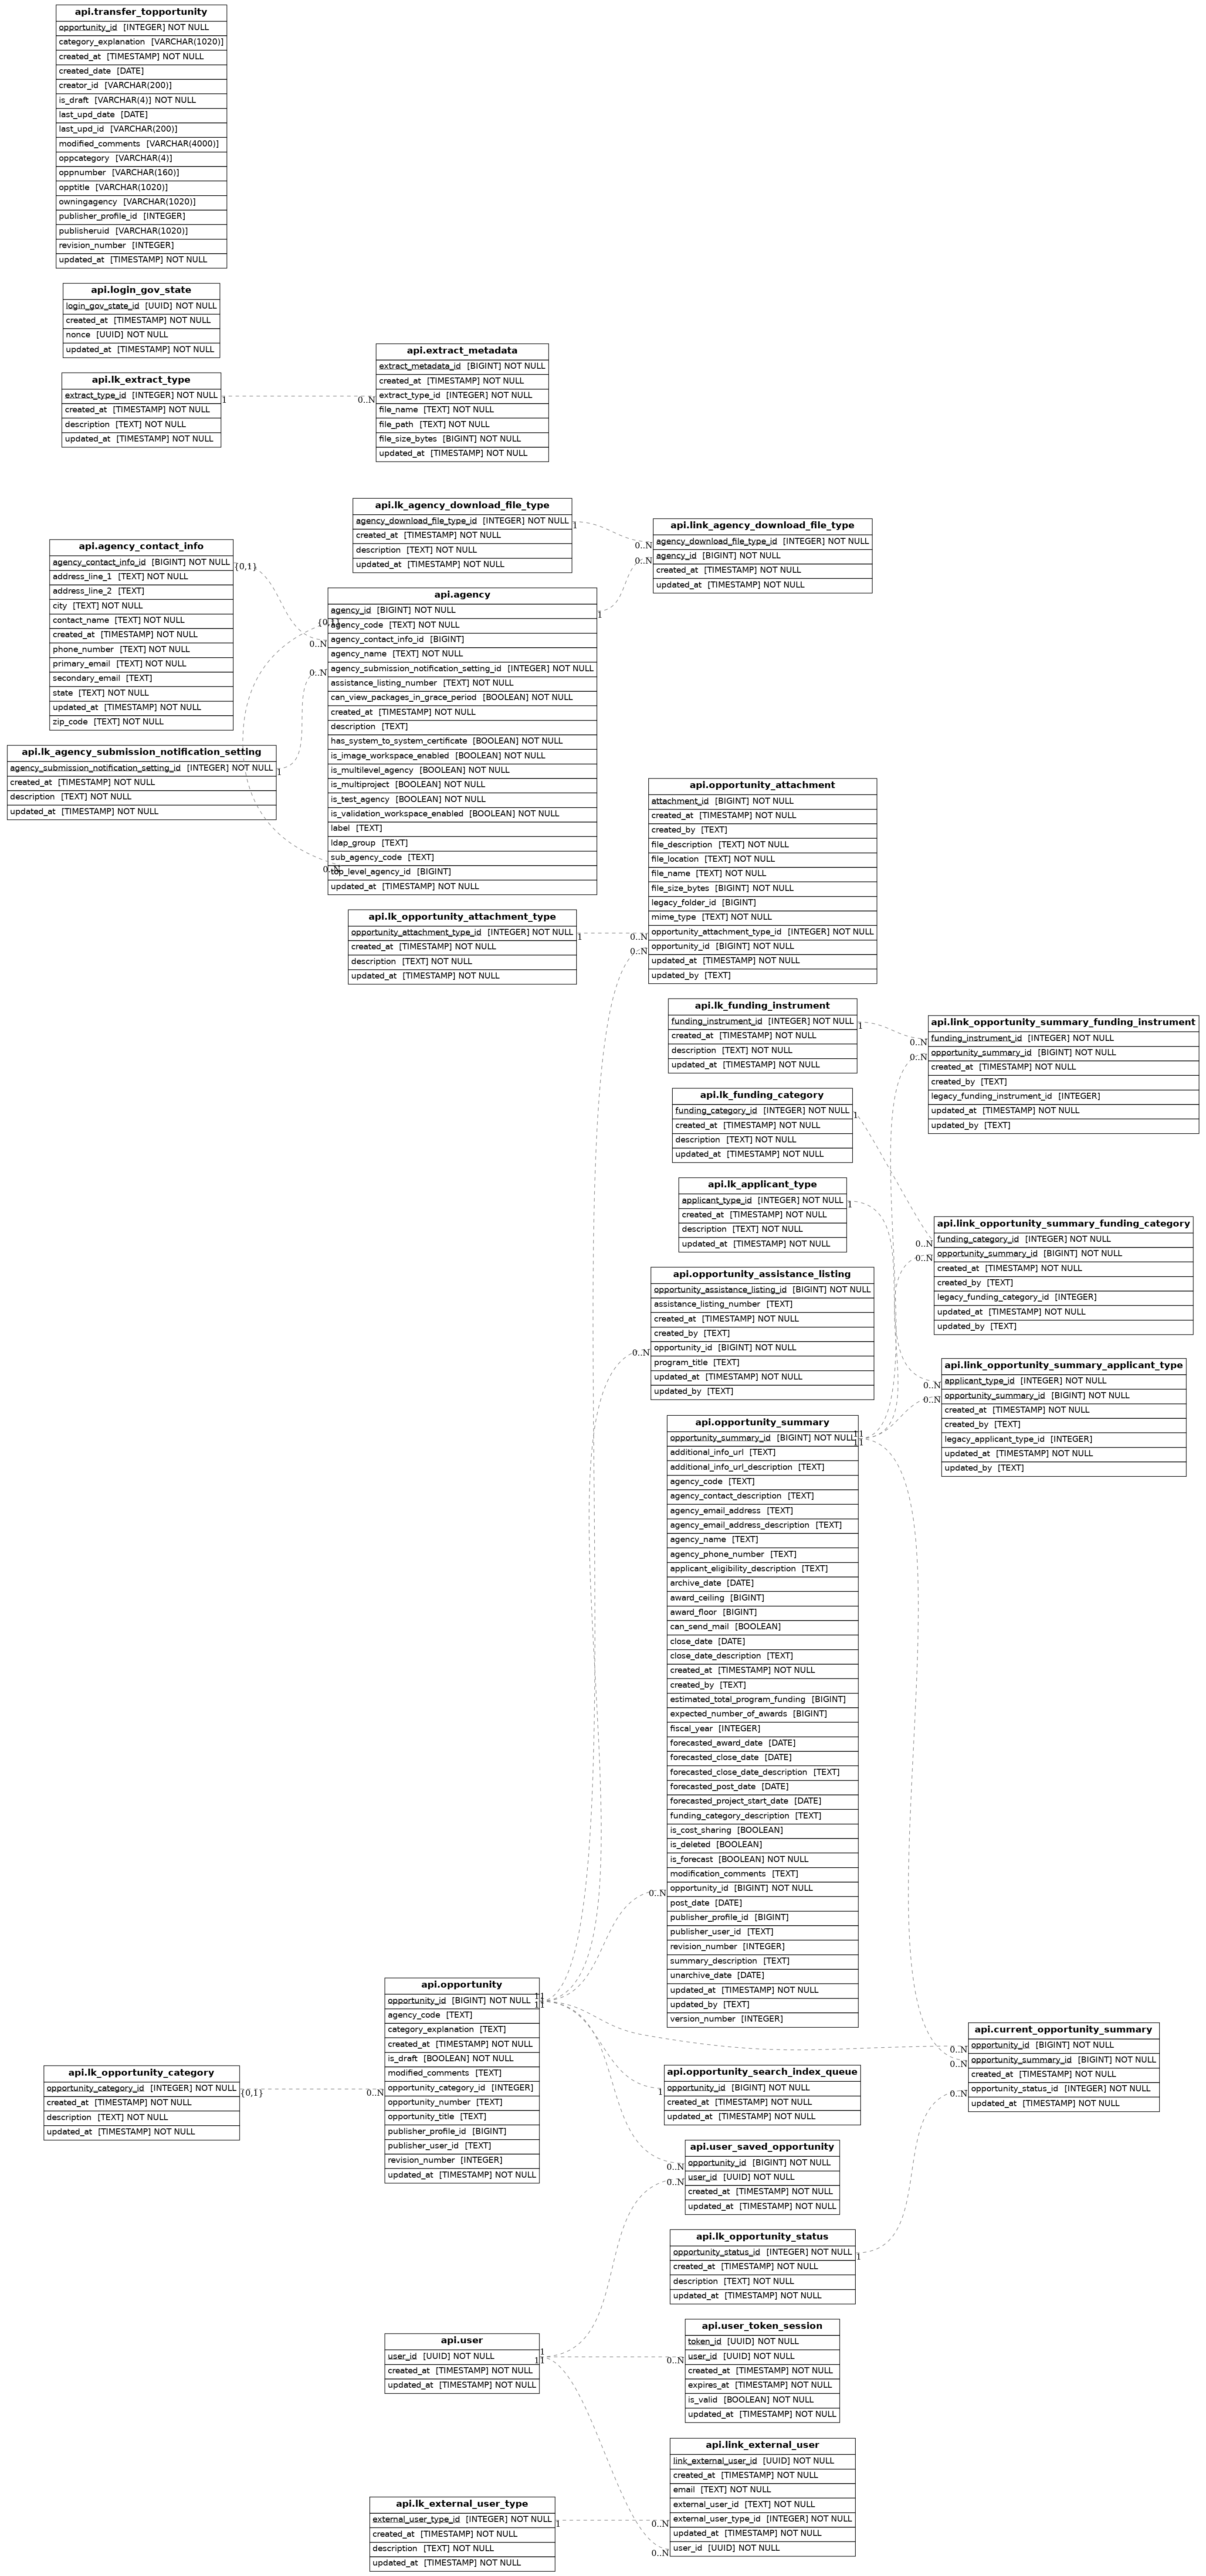 api.transfer_topportunity
opportunity_id [INTEGER] NOT NULL
category_explanation [VARCHAR(1020)]
created_at [TIMESTAMP] NOT NULL
created_date [DATE]
creator_id [VARCHAR(200)]
is_draft [VARCHAR(4)] NOT NULL
last_upd_date [DATE]
last_upd_id [VARCHAR(200)]
modified_comments [VARCHAR(4000)]
oppcategory [VARCHAR(4)]
oppnumber [VARCHAR(160)]
opptitle [VARCHAR(1020)]
owningagency [VARCHAR(1020)]
publisher_profile_id [INTEGER]
publisheruid [VARCHAR(1020)]
revision_number [INTEGER]
updated_at [TIMESTAMP] NOT NULL
api.login_gov_state
login_gov_state_id [UUID] NOT NULL
created_at [TIMESTAMP] NOT NULL
nonce [UUID] NOT NULL
updated_at [TIMESTAMP] NOT NULL
api.lk_extract_type
extract_type_id [INTEGER] NOT NULL
created_at [TIMESTAMP] NOT NULL
description [TEXT] NOT NULL
updated_at [TIMESTAMP] NOT NULL
1
0..N
api.extract_metadata
extract_metadata_id [BIGINT] NOT NULL
created_at [TIMESTAMP] NOT NULL
extract_type_id [INTEGER] NOT NULL
file_name [TEXT] NOT NULL
file_path [TEXT] NOT NULL
file_size_bytes [BIGINT] NOT NULL
updated_at [TIMESTAMP] NOT NULL
api.lk_agency_download_file_type
agency_download_file_type_id [INTEGER] NOT NULL
created_at [TIMESTAMP] NOT NULL
description [TEXT] NOT NULL
updated_at [TIMESTAMP] NOT NULL
1
0..N
0..N
1
api.link_agency_download_file_type
agency_download_file_type_id [INTEGER] NOT NULL
agency_id [BIGINT] NOT NULL
created_at [TIMESTAMP] NOT NULL
updated_at [TIMESTAMP] NOT NULL
api.agency_contact_info
agency_contact_info_id [BIGINT] NOT NULL
address_line_1 [TEXT] NOT NULL
address_line_2 [TEXT]
city [TEXT] NOT NULL
contact_name [TEXT] NOT NULL
created_at [TIMESTAMP] NOT NULL
phone_number [TEXT] NOT NULL
primary_email [TEXT] NOT NULL
secondary_email [TEXT]
state [TEXT] NOT NULL
updated_at [TIMESTAMP] NOT NULL
zip_code [TEXT] NOT NULL
{0,1}
{0,1}
0..N
0..N
1
0..N
api.agency
agency_id [BIGINT] NOT NULL
agency_code [TEXT] NOT NULL
agency_contact_info_id [BIGINT]
agency_name [TEXT] NOT NULL
agency_submission_notification_setting_id [INTEGER] NOT NULL
assistance_listing_number [TEXT] NOT NULL
can_view_packages_in_grace_period [BOOLEAN] NOT NULL
created_at [TIMESTAMP] NOT NULL
description [TEXT]
has_system_to_system_certificate [BOOLEAN] NOT NULL
is_image_workspace_enabled [BOOLEAN] NOT NULL
is_multilevel_agency [BOOLEAN] NOT NULL
is_multiproject [BOOLEAN] NOT NULL
is_test_agency [BOOLEAN] NOT NULL
is_validation_workspace_enabled [BOOLEAN] NOT NULL
label [TEXT]
ldap_group [TEXT]
sub_agency_code [TEXT]
top_level_agency_id [BIGINT]
updated_at [TIMESTAMP] NOT NULL
api.lk_agency_submission_notification_setting
agency_submission_notification_setting_id [INTEGER] NOT NULL
created_at [TIMESTAMP] NOT NULL
description [TEXT] NOT NULL
updated_at [TIMESTAMP] NOT NULL
api.opportunity_attachment
attachment_id [BIGINT] NOT NULL
created_at [TIMESTAMP] NOT NULL
created_by [TEXT]
file_description [TEXT] NOT NULL
file_location [TEXT] NOT NULL
file_name [TEXT] NOT NULL
file_size_bytes [BIGINT] NOT NULL
legacy_folder_id [BIGINT]
mime_type [TEXT] NOT NULL
opportunity_attachment_type_id [INTEGER] NOT NULL
opportunity_id [BIGINT] NOT NULL
updated_at [TIMESTAMP] NOT NULL
updated_by [TEXT]
api.lk_opportunity_attachment_type
opportunity_attachment_type_id [INTEGER] NOT NULL
created_at [TIMESTAMP] NOT NULL
description [TEXT] NOT NULL
updated_at [TIMESTAMP] NOT NULL
1
0..N
0..N
api.lk_funding_instrument
funding_instrument_id [INTEGER] NOT NULL
created_at [TIMESTAMP] NOT NULL
description [TEXT] NOT NULL
updated_at [TIMESTAMP] NOT NULL
1
0..N
0..N
api.link_opportunity_summary_funding_instrument
funding_instrument_id [INTEGER] NOT NULL
opportunity_summary_id [BIGINT] NOT NULL
created_at [TIMESTAMP] NOT NULL
created_by [TEXT]
legacy_funding_instrument_id [INTEGER]
updated_at [TIMESTAMP] NOT NULL
updated_by [TEXT]
api.lk_funding_category
funding_category_id [INTEGER] NOT NULL
created_at [TIMESTAMP] NOT NULL
description [TEXT] NOT NULL
updated_at [TIMESTAMP] NOT NULL
1
api.lk_applicant_type
applicant_type_id [INTEGER] NOT NULL
created_at [TIMESTAMP] NOT NULL
description [TEXT] NOT NULL
updated_at [TIMESTAMP] NOT NULL
1
0..N
0..N
api.link_opportunity_summary_funding_category
funding_category_id [INTEGER] NOT NULL
opportunity_summary_id [BIGINT] NOT NULL
created_at [TIMESTAMP] NOT NULL
created_by [TEXT]
legacy_funding_category_id [INTEGER]
updated_at [TIMESTAMP] NOT NULL
updated_by [TEXT]
api.opportunity_assistance_listing
opportunity_assistance_listing_id [BIGINT] NOT NULL
assistance_listing_number [TEXT]
created_at [TIMESTAMP] NOT NULL
created_by [TEXT]
opportunity_id [BIGINT] NOT NULL
program_title [TEXT]
updated_at [TIMESTAMP] NOT NULL
updated_by [TEXT]
0..N
api.link_opportunity_summary_applicant_type
applicant_type_id [INTEGER] NOT NULL
opportunity_summary_id [BIGINT] NOT NULL
created_at [TIMESTAMP] NOT NULL
created_by [TEXT]
legacy_applicant_type_id [INTEGER]
updated_at [TIMESTAMP] NOT NULL
updated_by [TEXT]
0..N
0..N
api.opportunity_summary
opportunity_summary_id [BIGINT] NOT NULL
additional_info_url [TEXT]
additional_info_url_description [TEXT]
agency_code [TEXT]
agency_contact_description [TEXT]
agency_email_address [TEXT]
agency_email_address_description [TEXT]
agency_name [TEXT]
agency_phone_number [TEXT]
applicant_eligibility_description [TEXT]
archive_date [DATE]
award_ceiling [BIGINT]
award_floor [BIGINT]
can_send_mail [BOOLEAN]
close_date [DATE]
close_date_description [TEXT]
created_at [TIMESTAMP] NOT NULL
created_by [TEXT]
estimated_total_program_funding [BIGINT]
expected_number_of_awards [BIGINT]
fiscal_year [INTEGER]
forecasted_award_date [DATE]
forecasted_close_date [DATE]
forecasted_close_date_description [TEXT]
forecasted_post_date [DATE]
forecasted_project_start_date [DATE]
funding_category_description [TEXT]
is_cost_sharing [BOOLEAN]
is_deleted [BOOLEAN]
is_forecast [BOOLEAN] NOT NULL
modification_comments [TEXT]
opportunity_id [BIGINT] NOT NULL
post_date [DATE]
publisher_profile_id [BIGINT]
publisher_user_id [TEXT]
revision_number [INTEGER]
summary_description [TEXT]
unarchive_date [DATE]
updated_at [TIMESTAMP] NOT NULL
updated_by [TEXT]
version_number [INTEGER]
11
11
0..N
api.opportunity
opportunity_id [BIGINT] NOT NULL
agency_code [TEXT]
category_explanation [TEXT]
created_at [TIMESTAMP] NOT NULL
is_draft [BOOLEAN] NOT NULL
modified_comments [TEXT]
opportunity_category_id [INTEGER]
opportunity_number [TEXT]
opportunity_title [TEXT]
publisher_profile_id [BIGINT]
publisher_user_id [TEXT]
revision_number [INTEGER]
updated_at [TIMESTAMP] NOT NULL
11
11
api.lk_opportunity_category
opportunity_category_id [INTEGER] NOT NULL
created_at [TIMESTAMP] NOT NULL
description [TEXT] NOT NULL
updated_at [TIMESTAMP] NOT NULL
{0,1}
0..N
api.current_opportunity_summary
opportunity_id [BIGINT] NOT NULL
opportunity_summary_id [BIGINT] NOT NULL
created_at [TIMESTAMP] NOT NULL
opportunity_status_id [INTEGER] NOT NULL
updated_at [TIMESTAMP] NOT NULL
0..N
0..N
0..N
api.opportunity_search_index_queue
opportunity_id [BIGINT] NOT NULL
created_at [TIMESTAMP] NOT NULL
updated_at [TIMESTAMP] NOT NULL
1
api.user_saved_opportunity
opportunity_id [BIGINT] NOT NULL
user_id [UUID] NOT NULL
created_at [TIMESTAMP] NOT NULL
updated_at [TIMESTAMP] NOT NULL
0..N
0..N
api.lk_opportunity_status
opportunity_status_id [INTEGER] NOT NULL
created_at [TIMESTAMP] NOT NULL
description [TEXT] NOT NULL
updated_at [TIMESTAMP] NOT NULL
1
api.user
user_id [UUID] NOT NULL
created_at [TIMESTAMP] NOT NULL
updated_at [TIMESTAMP] NOT NULL
1
11
0..N
api.user_token_session
token_id [UUID] NOT NULL
user_id [UUID] NOT NULL
created_at [TIMESTAMP] NOT NULL
expires_at [TIMESTAMP] NOT NULL
is_valid [BOOLEAN] NOT NULL
updated_at [TIMESTAMP] NOT NULL
api.link_external_user
link_external_user_id [UUID] NOT NULL
created_at [TIMESTAMP] NOT NULL
email [TEXT] NOT NULL
external_user_id [TEXT] NOT NULL
external_user_type_id [INTEGER] NOT NULL
updated_at [TIMESTAMP] NOT NULL
user_id [UUID] NOT NULL
api.lk_external_user_type
external_user_type_id [INTEGER] NOT NULL
created_at [TIMESTAMP] NOT NULL
description [TEXT] NOT NULL
updated_at [TIMESTAMP] NOT NULL
1
0..N
0..N